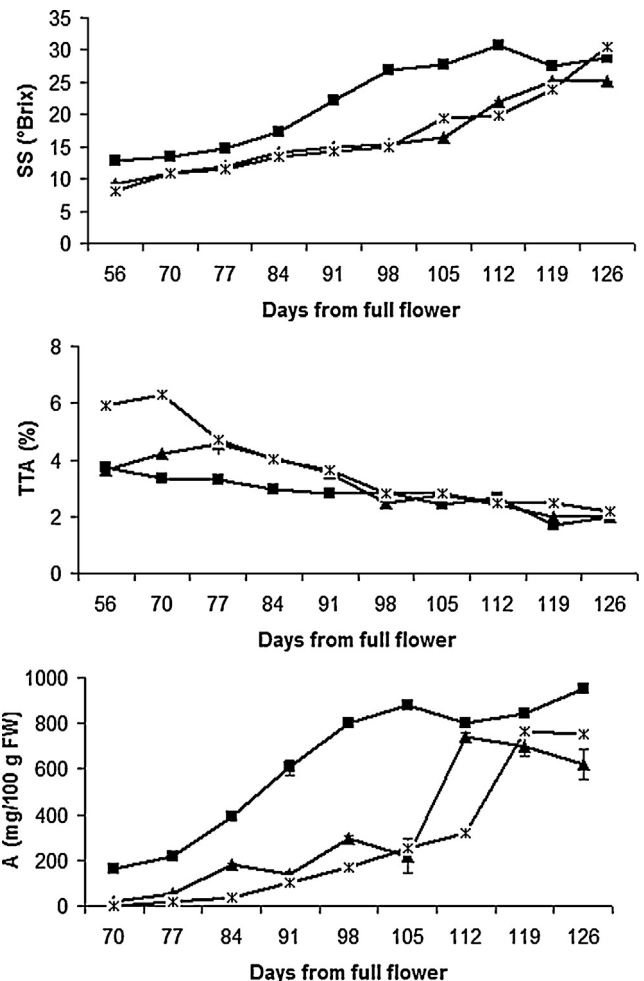 35
30
25
20
15
10
5
0
SS (°Brix)
56 70 77 84 91 98 105 112 119 126
Days from full flower
8
6
4
2
0
TTA (%)
56 70 77 84 91 98 105 112 119 126
Days from full flower
1000
800
600
400
200
0
A (mg/100 g FW)
70 77 84 91 98 105 112 119 126
Days from full flower